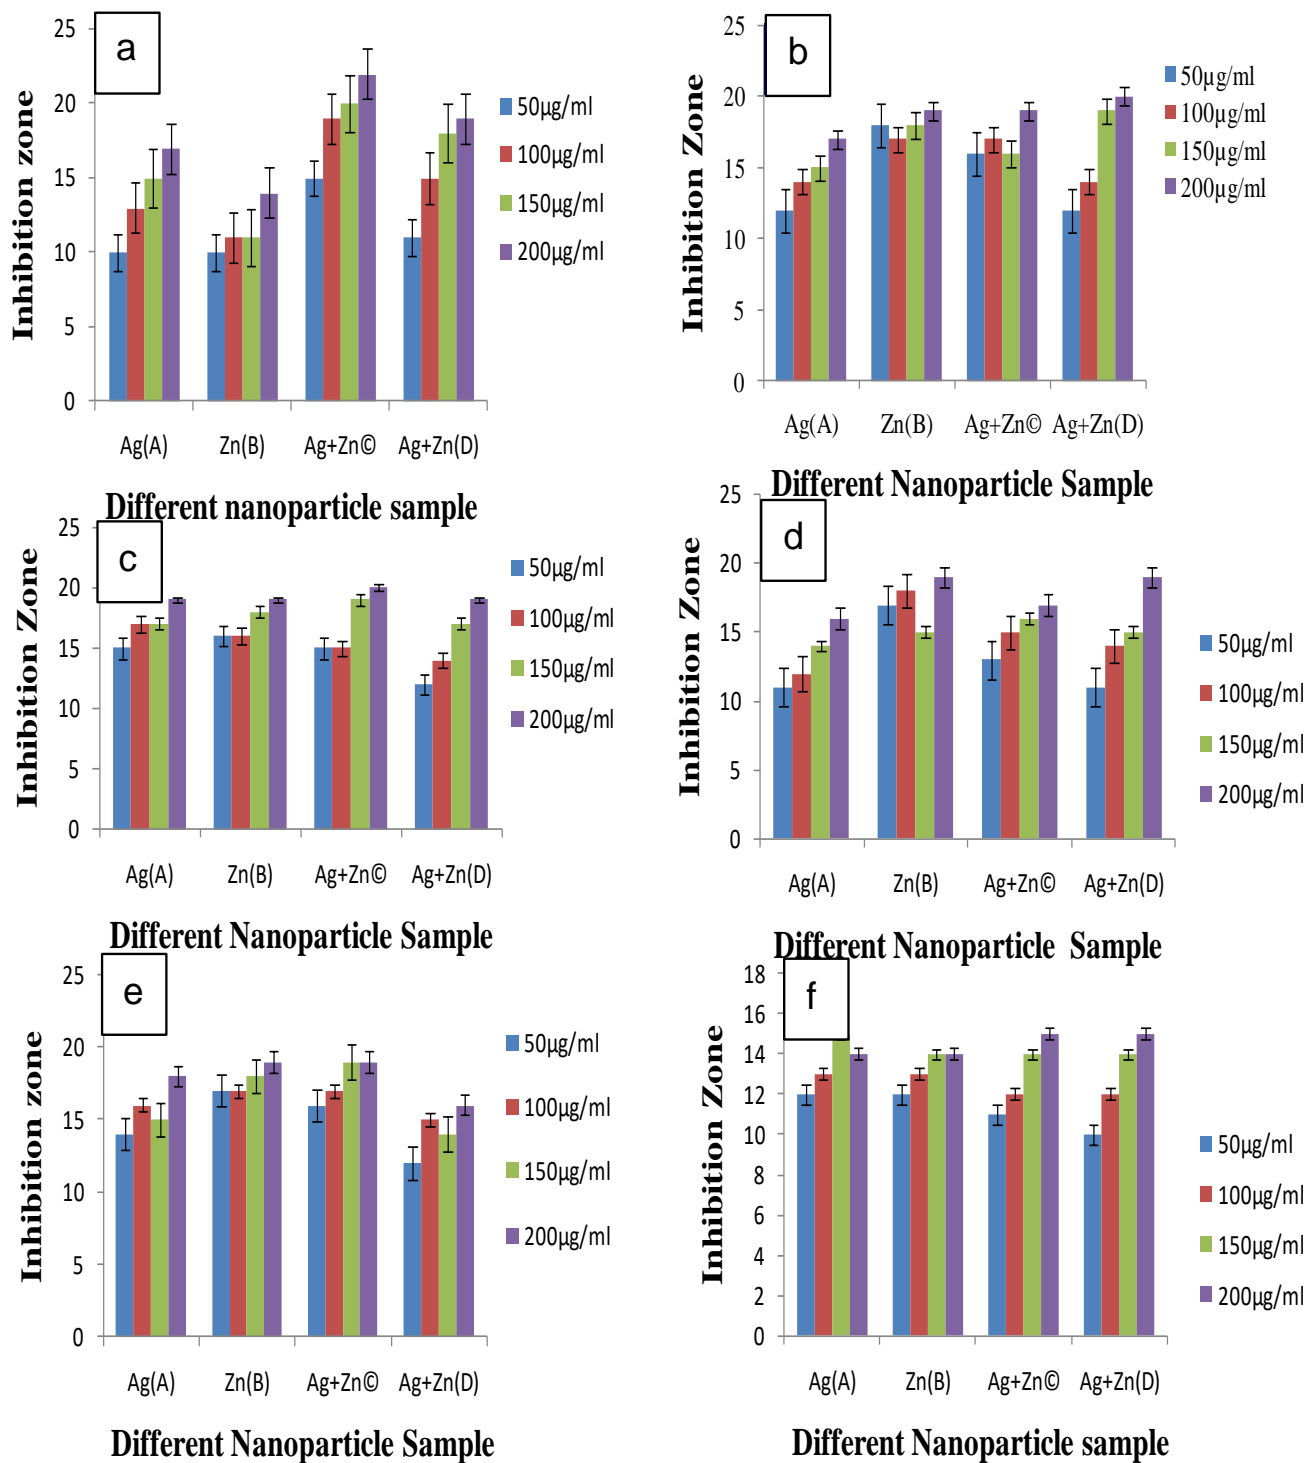 a
Inhibition zone
25
20
15
10
5
0
Ag(A) Zn(B) Ag+Zn© Ag+Zn(D)
Different nanoparticle sample
50µg/ml
100µg/ml
150µg/ml
200µg/ml
b
Inhibition Zone
25
20
15
10
5
0
Ag(A) Zn(B) Ag+Zn© Ag+Zn(D)
Different Nanoparticle Sample
50µg/ml
100µg/ml
150µg/ml
200µg/ml
c
Inhibition Zone
25
20
15
10
5
0
Ag(A) Zn(B) Ag+Zn© Ag+Zn(D)
Different Nanoparticle Sample
50µg/ml
100µg/ml
150µg/ml
200µg/ml
d
Inhibition Zone
25
20
15
10
5
0
Ag(A) Zn(B) Ag+Zn© Ag+Zn(D)
Different Nanoparticle Sample
50µg/ml
100µg/ml
150µg/ml
200µg/ml
e
Inhibition zone
25
20
15
10
5
0
Ag(A) Zn(B) Ag+Zn© Ag+Zn(D)
Different Nanoparticle Sample
50µg/ml
100µg/ml
150µg/ml
200µg/ml
f
Inhibition Zone
18
16
14
12
10
8
6
4
2
0
Ag(A) Zn(B) Ag+Zn© Ag+Zn(D)
Different Nanoparticle sample
50µg/ml
100µg/ml
150µg/ml
200µg/ml